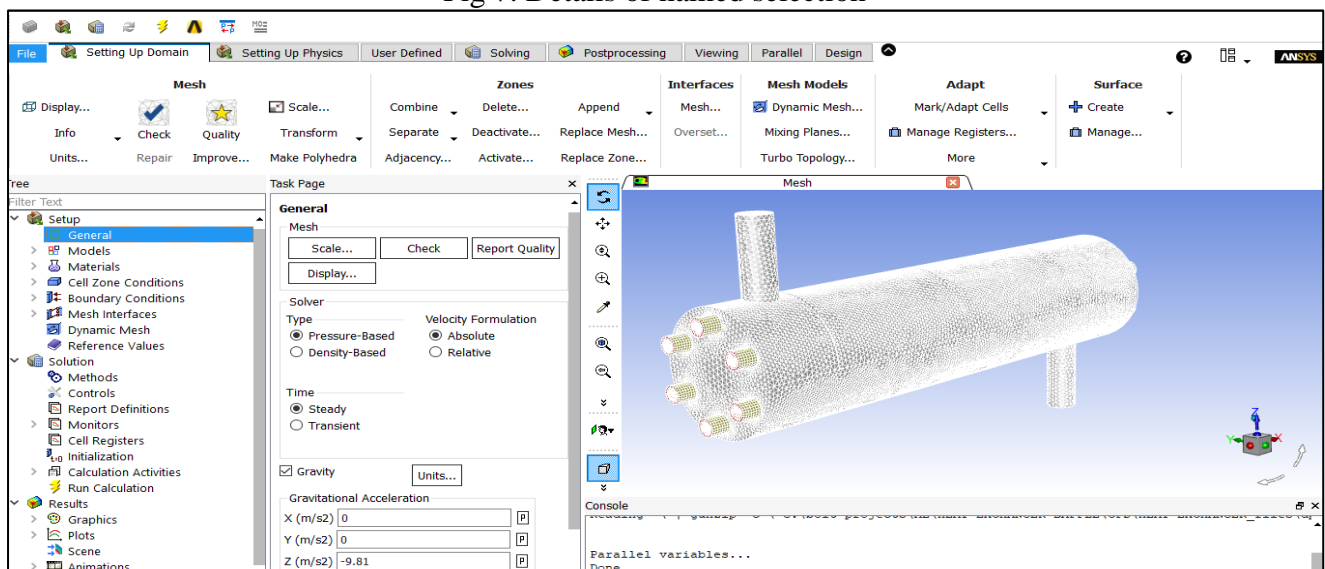 Fig 7. Details of named selection
File Setting Up Domain Setting Up Physics User Defined Solving Postprocessing Viewing Parallel Design ANSYS
Mesh Zones Interfaces Mesh Models Adapt Surface
Display... Scale... Combine Delete... Append Mesh... Dynamic Mesh... Mark/Adapt Cells Create
Info Check Quality Transform Separate Deactivate... Replace Mesh... Overset... Mixing Planes... Manage Registers... Manage...
Units... Repair Improve... Make Polyhedra Adjacency... Activate... Replace Zone... Turbo Topology... More
Tree
Filter Text
Setup
General
Models
Materials
Cell Zone Conditions
Boundary Conditions
Mesh Interfaces
Dynamic Mesh
Reference Values
Solution
Methods
Controls
Report Definitions
Monitors
Cell Registers
Initialization
Calculation Activities
Run Calculation
Results
Graphics
Plots
Scene
Animations
Task Page
General
Mesh
Scale... Check Report Quality
Display...
Solver
Type Velocity Formulation
Pressure-Based Absolute
Density-Based Relative
Time
Steady
Transient
Gravity Units...
Gravitational Acceleration
X (m/s2) 0 P
Y (m/s2) 0 P
Z (m/s2) -9.81 P
Mesh
Z
Y X
Console
Parallel variables...
Done.